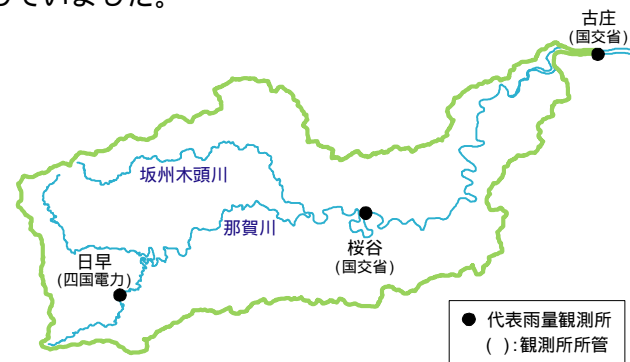 ていました。
古庄
(国交省)
坂州木頭川
那賀川
桜谷
(国交省)
日早
(四国電力)
● 代表雨量観測所
( ):観測所所管